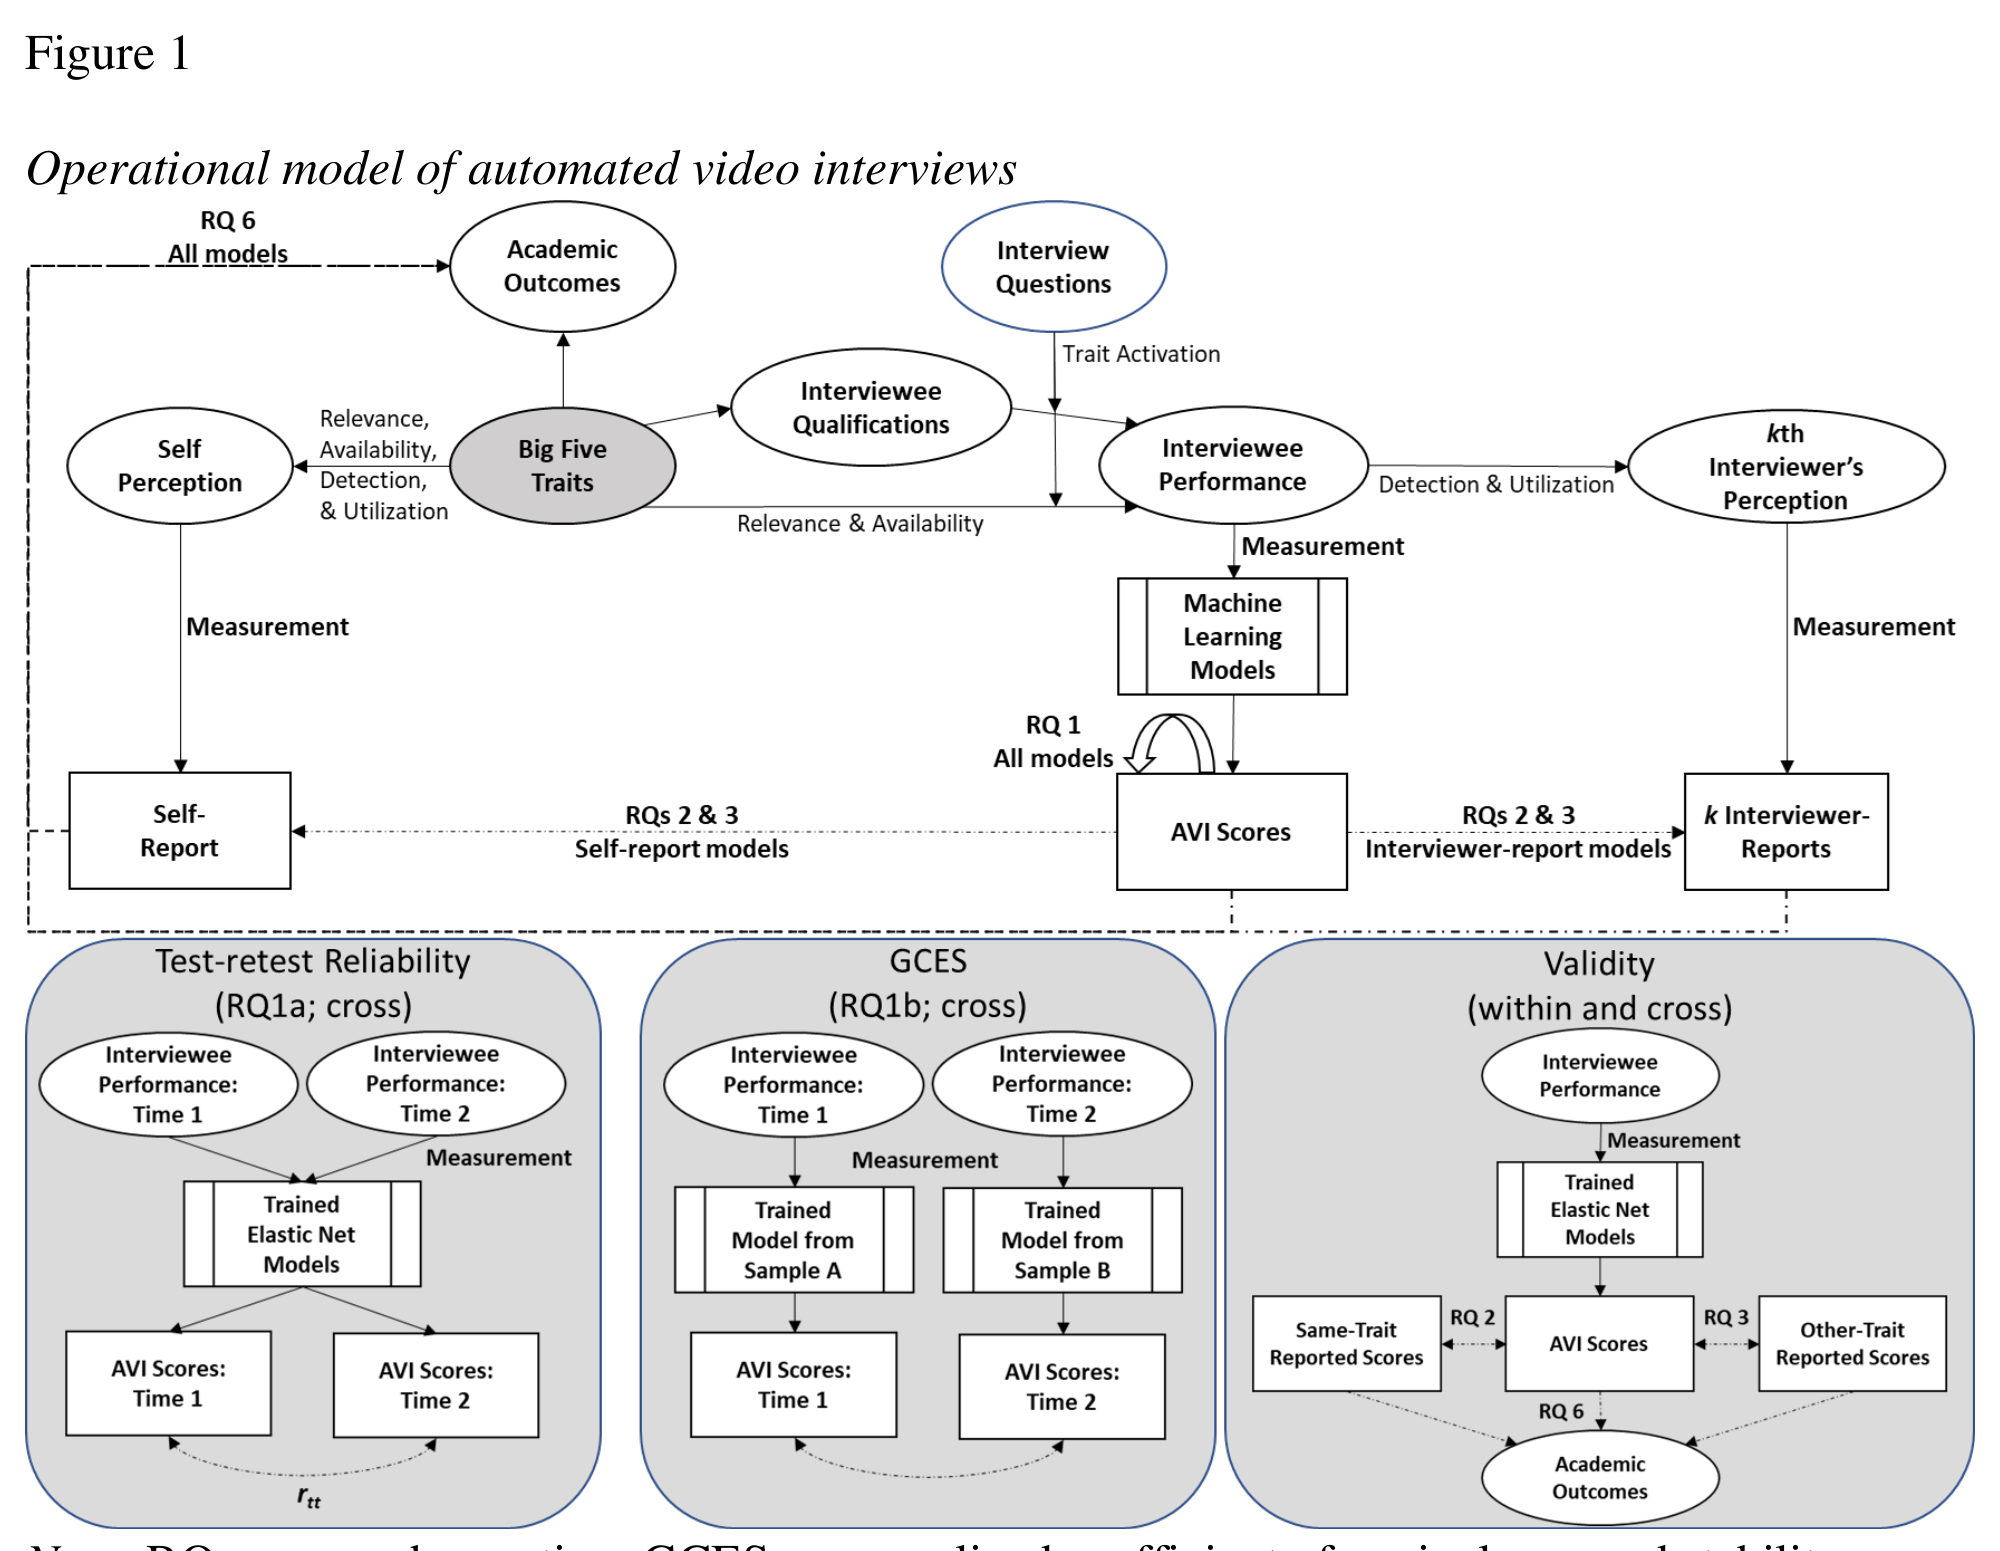 Figure 1
Operational model of automated video interviews
RQ 6
All models
Academic
Outcomes
Interview
Questions
Trait Activation
Interviewee
Qualifications
Self
Perception
Relevance,
Availability,
Detection,
& Utilization
Big Five
Traits
Relevance & Availability
Interviewee
Performance
Detection & Utilization
kth
Interviewer's
Perception
Measurement
Measurement
Measurement
Machine
Learning
Models
RQ 1
All models
Self-
Report
RQs 2 & 3
Self-report models
AVI Scores
RQs 2 & 3
Interviewer-report models
k Interviewer-
Reports
Test-retest Reliability
(RQ1a; cross)
Interviewee
Performance:
Time 1
Interviewee
Performance:
Time 2
Measurement
Trained
Elastic Net
Models
AVI Scores:
Time 1
AVI Scores:
Time 2
rtt
GCES
(RQ1b; cross)
Interviewee
Performance:
Time 1
Interviewee
Performance:
Time 2
Measurement
Trained
Model from
Sample A
Trained
Model from
Sample B
AVI Scores:
Time 1
AVI Scores:
Time 2
Validity
(within and cross)
Interviewee
Performance
Measurement
Trained
Elastic Net
Models
Same-Trait
Reported Scores
RQ 2
AVI Scores
RQ 3
Other-Trait
Reported Scores
RQ 6
Academic
Outcomes